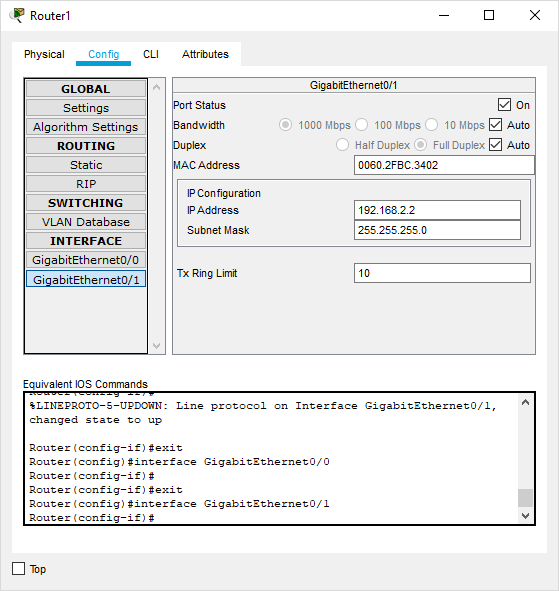 Router1
Physical Config CLI Attributes
GLOBAL
Settings
Algorithm Settings
ROUTING
Static
RIP
SWITCHING
VLAN Database
INTERFACE
GigabitEthernet0/0
GigabitEthernet0/1
GigabitEthernet0/1
Port Status On
Bandwidth 1000 Mbps 100 Mbps 10 Mbps Auto
Duplex Half Duplex Full Duplex Auto
MAC Address 0060.2FBC.3402
IP Configuration
IP Address 192.168.2.2
Subnet Mask 255.255.255.0
Tx Ring Limit 10
Equivalent IOS Commands
Router(config-if)#
%LINEPROTO-5-UPDOWN: Line protocol on Interface GigabitEthernet0/1,
changed state to up
Router(config-if)#exit
Router(config)#interface GigabitEthernet0/0
Router(config-if)#
Router(config-if)#exit
Router(config)#interface GigabitEthernet0/1
Router(config-if)#
Top